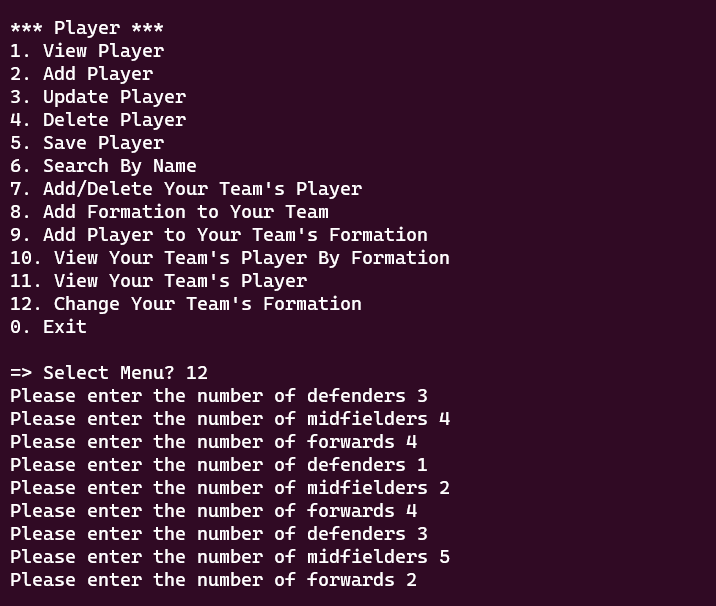 *** Player ***
1. View Player
2. Add Player
3. Update Player
4. Delete Player
5. Save Player
6. Search By Name
7. Add/Delete Your Team's Player
8. Add Formation to Your Team
9. Add Player to Your Team's Formation
10. View Your Team's Player By Formation
11. View Your Team's Player
12. Change Your Team's Formation
0. Exit
=> Select Menu? 12
Please enter the number of defenders 3
Please enter the number of midfielders 4
Please enter the number of forwards 4
Please enter the number of defenders 1
Please enter the number of midfielders 2
Please enter the number of forwards 4
Please enter the number of defenders 3
Please enter the number of midfielders 5
Please enter the number of forwards 2